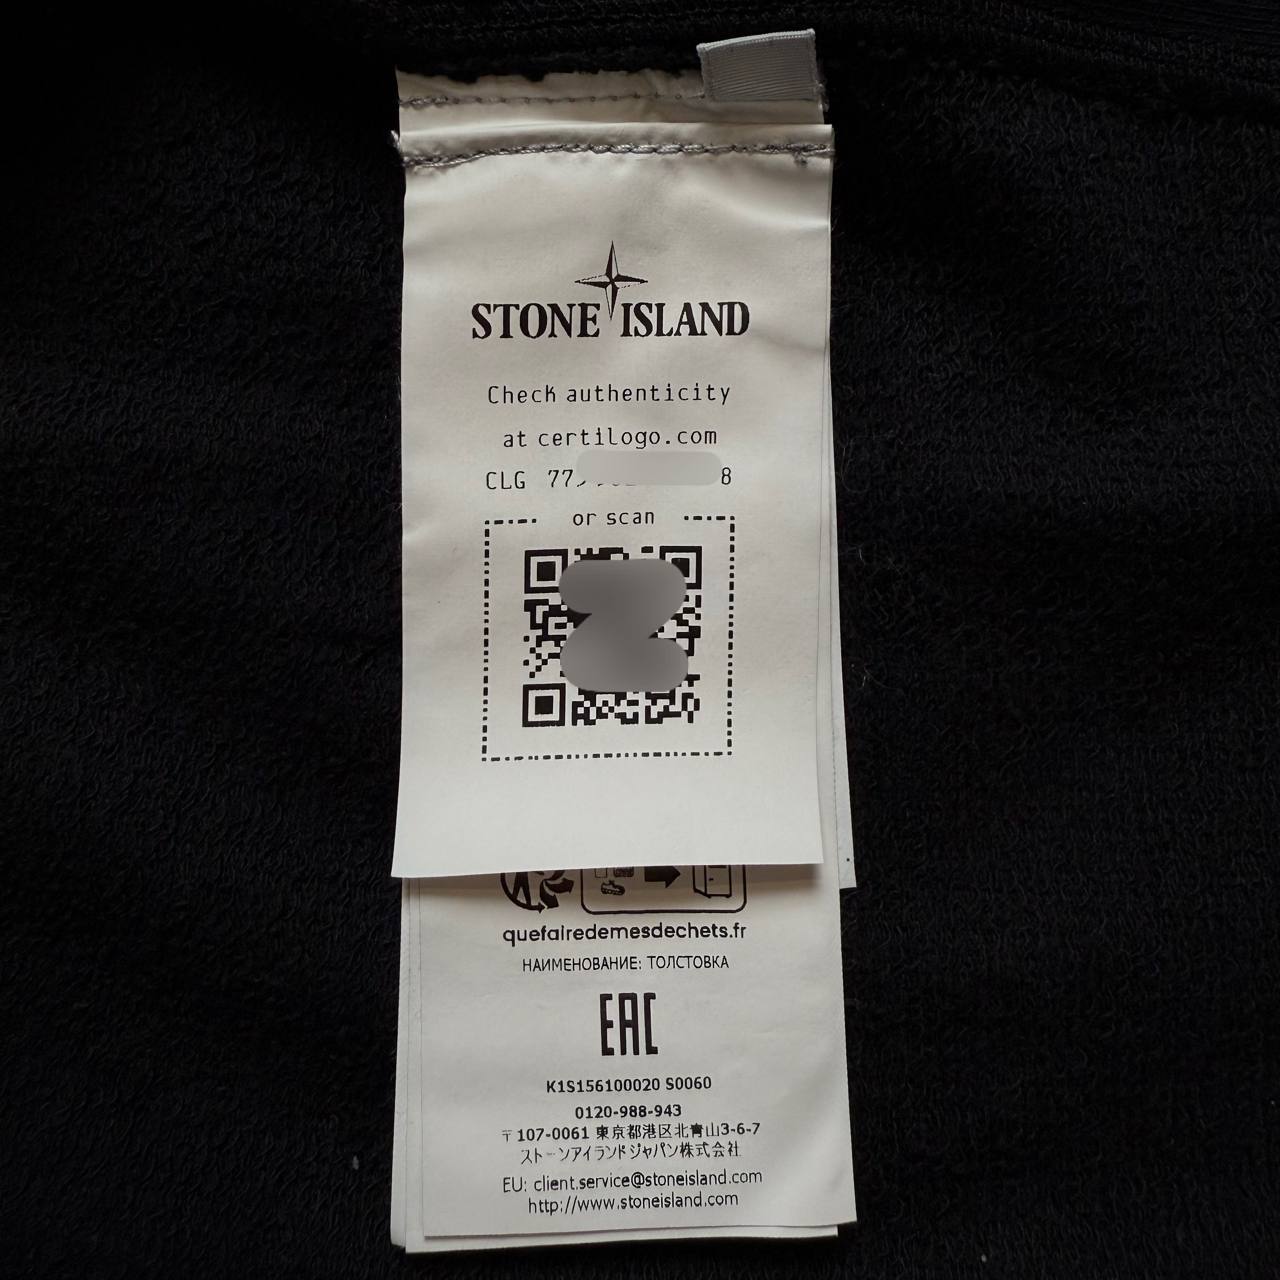 STONE ISLAND
Check authenticity
at certilogo.com
CLG 77 8
or scan
quefairedemesdechets.fr
НАИМЕНОВАНИЕ: ТОЛСТОВКА
EAC
K1S156100020 S0060
0120-988-943
〒107-0061 東京都港区北青山3-6-7
ストーンアイランドジャパン株式会社
EU: client.service@stoneisland.com
http://www.stoneisland.com